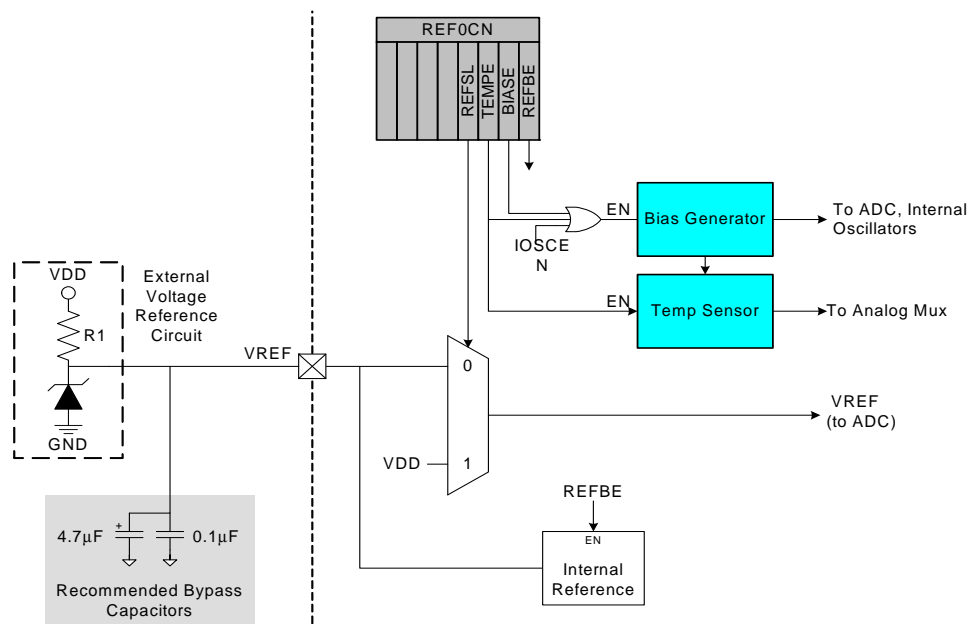 REF0CN
REFSL
TEMPE
BIASE
REFBE
EN
Bias Generator
To ADC, Internal
Oscillators
IOSCE
N
EN
Temp Sensor
To Analog Mux
VDD
R1
GND
External
Voltage
Reference
Circuit
VREF
0
VREF
(to ADC)
VDD
1
REFBE
EN
Internal
Reference
4.7μF
+
0.1μF
Recommended Bypass
Capacitors